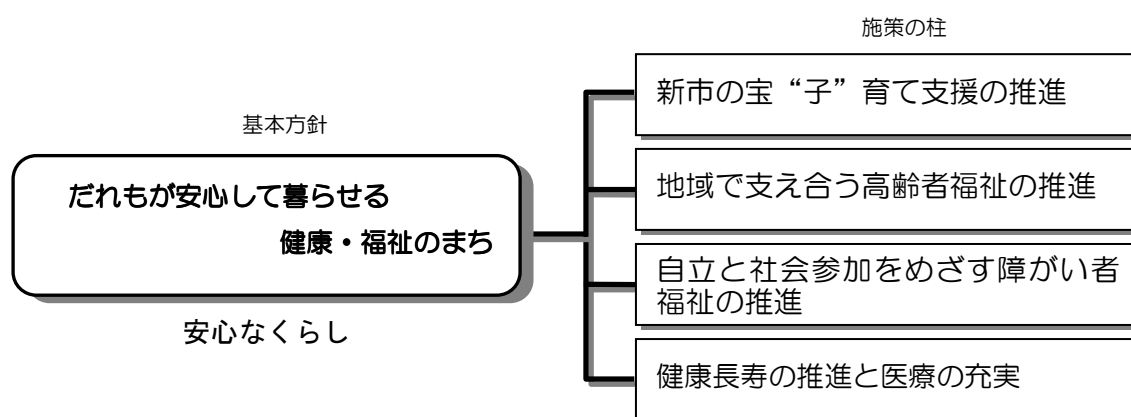 施策の柱
基本方針
だれもが安心して暮らせる
健康・福祉のまち
安心なくらし
新市の宝“子”育て支援の推進
地域で支え合う高齢者福祉の推進
自立と社会参加をめざす障がい者
福祉の推進
健康長寿の推進と医療の充実